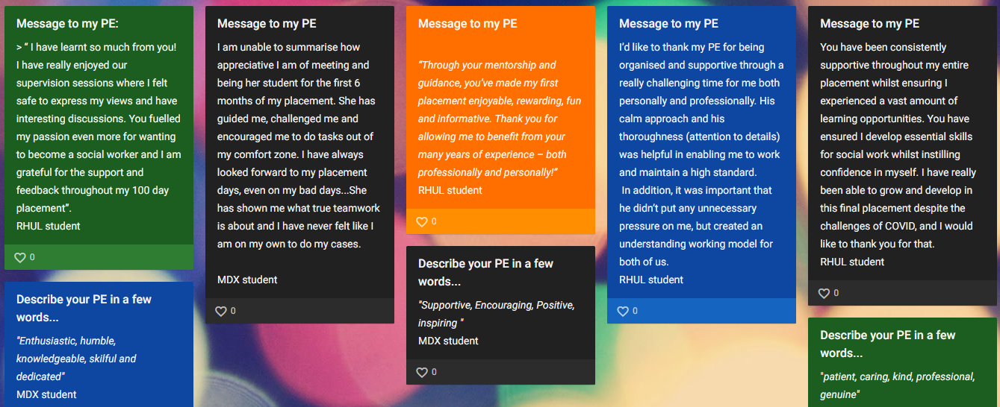 Message to my PE:
> “ I have learnt so much from you!
I have really enjoyed our
supervision sessions where I felt
safe to express my views and have
interesting discussions. You fuelled
my passion even more for wanting
to become a social worker and I am
grateful for the support and
feedback throughout my 100 day
placement”.
RHUL student
0
Describe your PE in a few
words...
"Enthusiastic, humble,
knowledgeable, skilful and
dedicated"
MDX student
Message to my PE
I am unable to summarise how
appreciative I am of meeting and
being her student for the first 6
months of my placement. She has
guided me, challenged me and
encouraged me to do tasks out of
my comfort zone. I have always
looked forward to my placement
days, even on my bad days...She
has shown me what true teamwork
is about and I have never felt like I
am on my own to do my cases.
MDX student
0
Message to my PE
“Through your mentorship and
guidance, you’ve made my first
placement enjoyable, rewarding, fun
and informative. Thank you for
allowing me to benefit from your
many years of experience – both
professionally and personally!”
RHUL student
0
Describe your PE in a few
words...
"Supportive, Encouraging, Positive,
inspiring "
MDX student
0
Message to my PE
I’d like to thank my PE for being
organised and supportive through a
really challenging time for me both
personally and professionally. His
calm approach and his
thoroughness (attention to details)
was helpful in enabling me to work
and maintain a high standard.
In addition, it was important that
he didn’t put any unnecessary
pressure on me, but created an
understanding working model for
both of us.
RHUL student
0
Message to my PE
You have been consistently
supportive throughout my entire
placement whilst ensuring I
experienced a vast amount of
learning opportunities. You have
ensured I develop essential skills
for social work whilst instilling
confidence in myself. I have really
been able to grow and develop in
this final placement despite the
challenges of COVID, and I would
like to thank you for that.
RHUL student
0
Describe your PE in a few
words...
"patient, caring, kind, professional,
genuine"